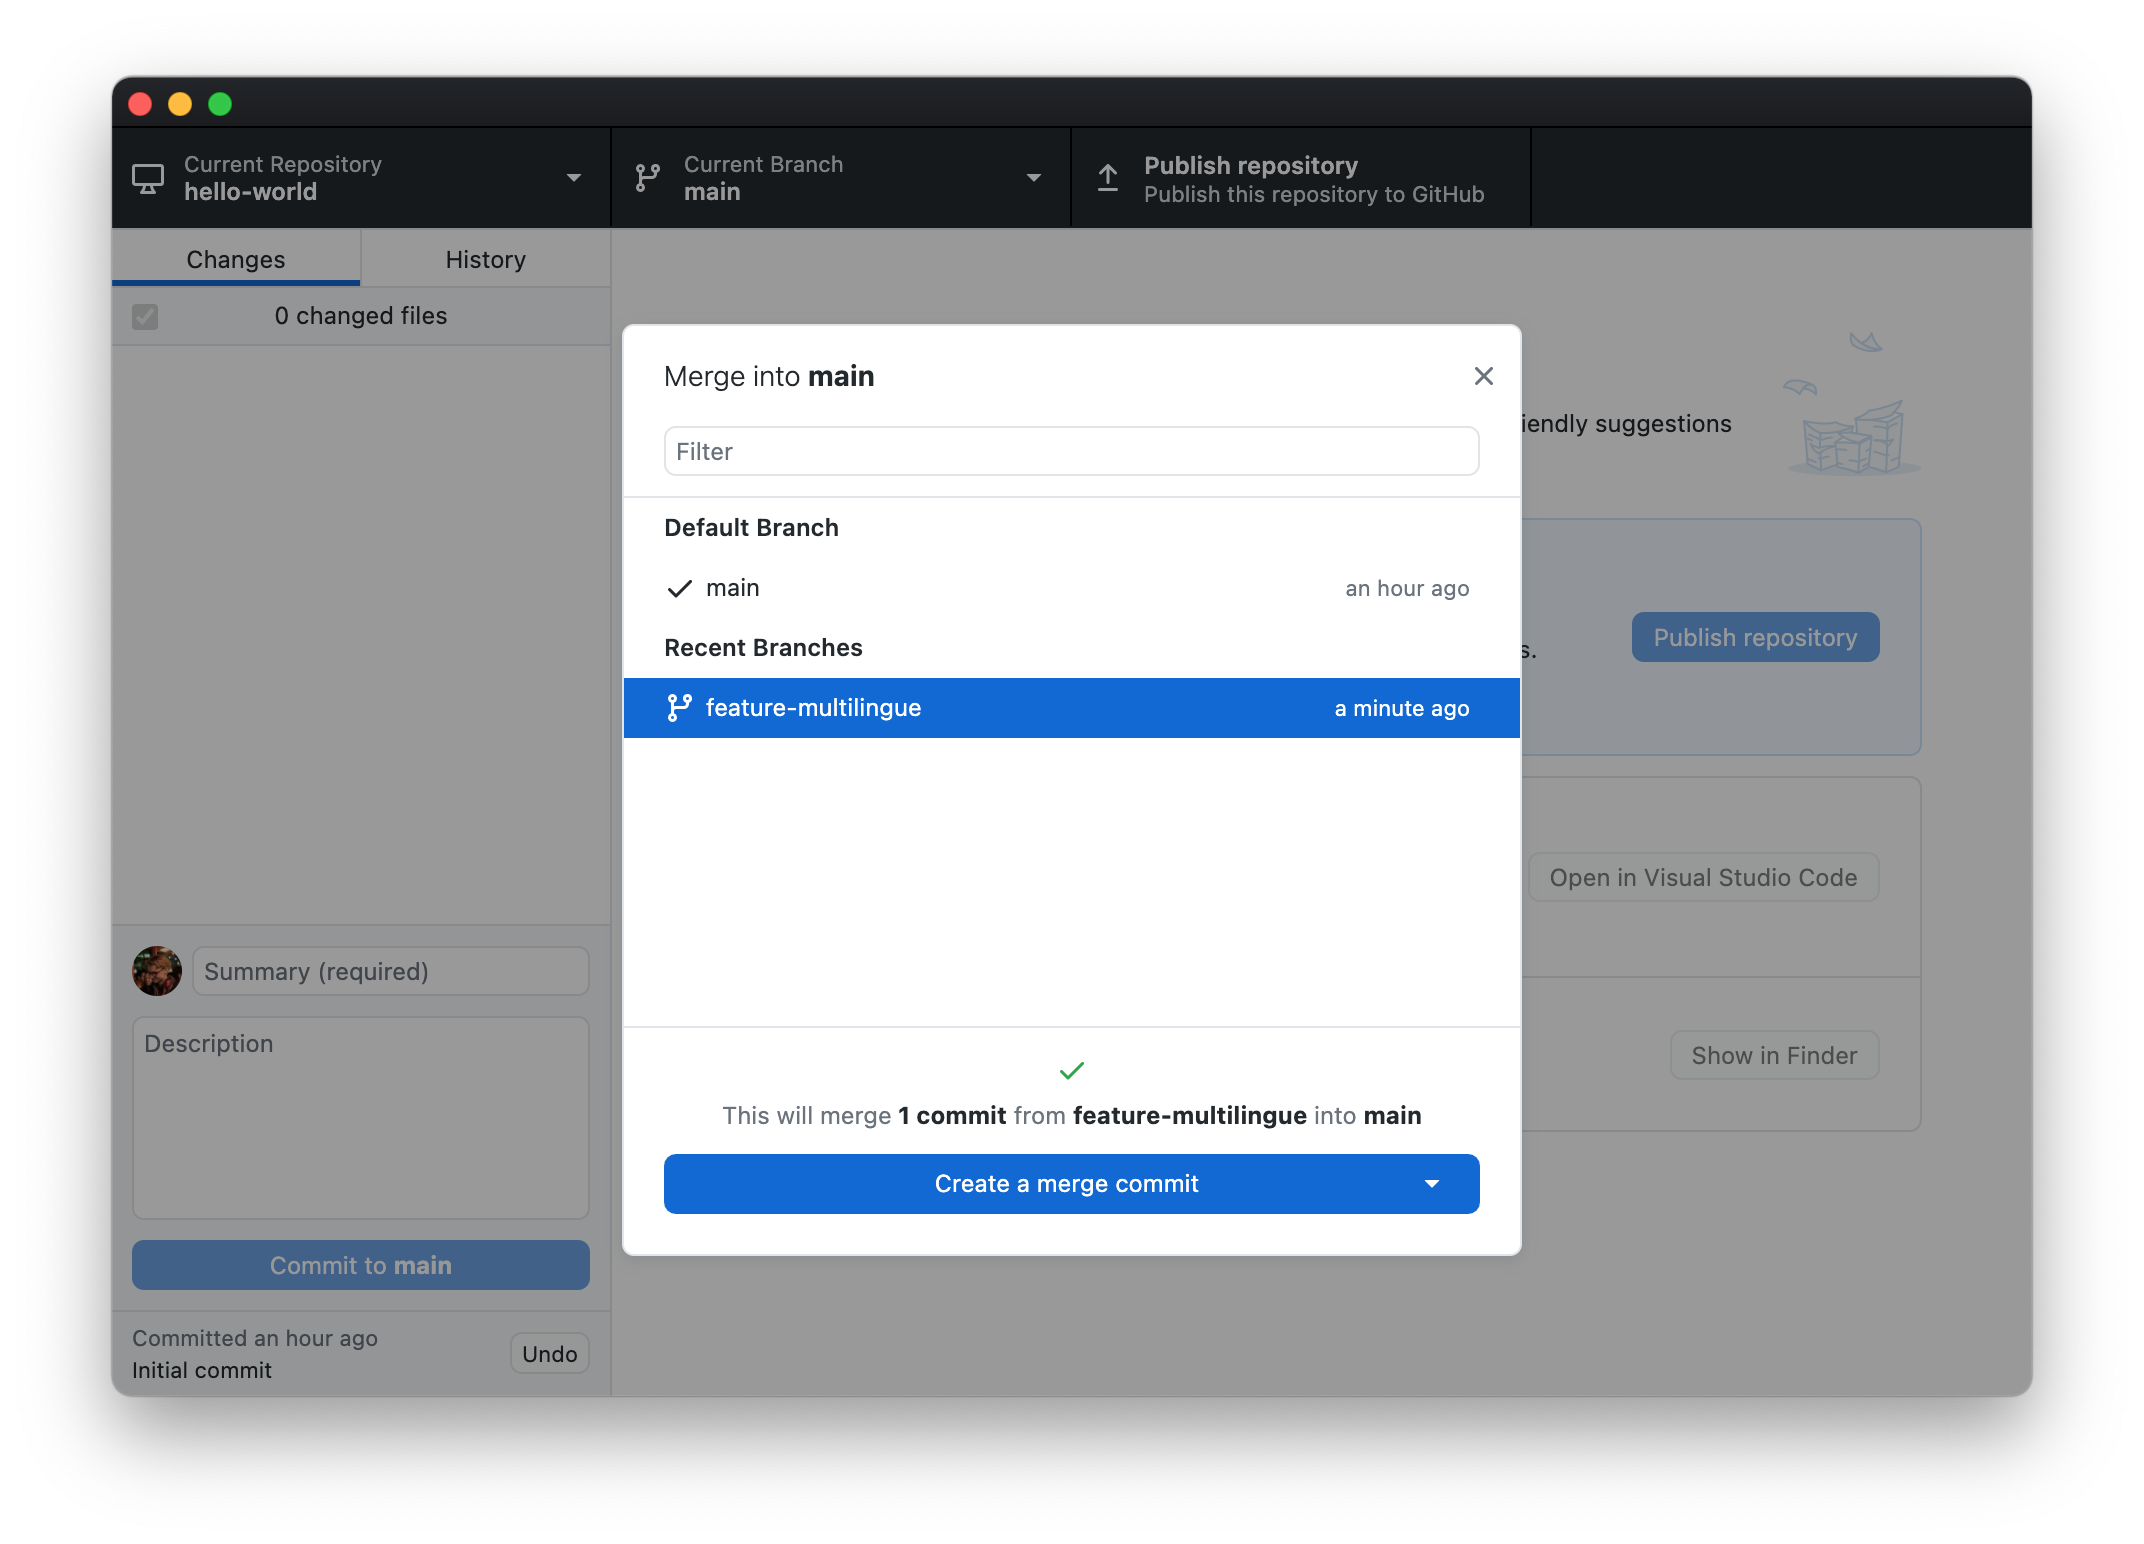 Current Repository
hello-world
Current Branch
main
Publish repository
Publish this repository to GitHub
Changes
History
0 changed files
Merge into main
Filter
iendly suggestions
Default Branch
main
an hour ago
Recent Branches
s.
Publish repository
feature-multilingue
a minute ago
Open in Visual Studio Code
Summary (required)
Description
Show in Finder
This will merge 1 commit from feature-multilingue into main
Create a merge commit
Commit to main
Committed an hour ago
Initial commit
Undo